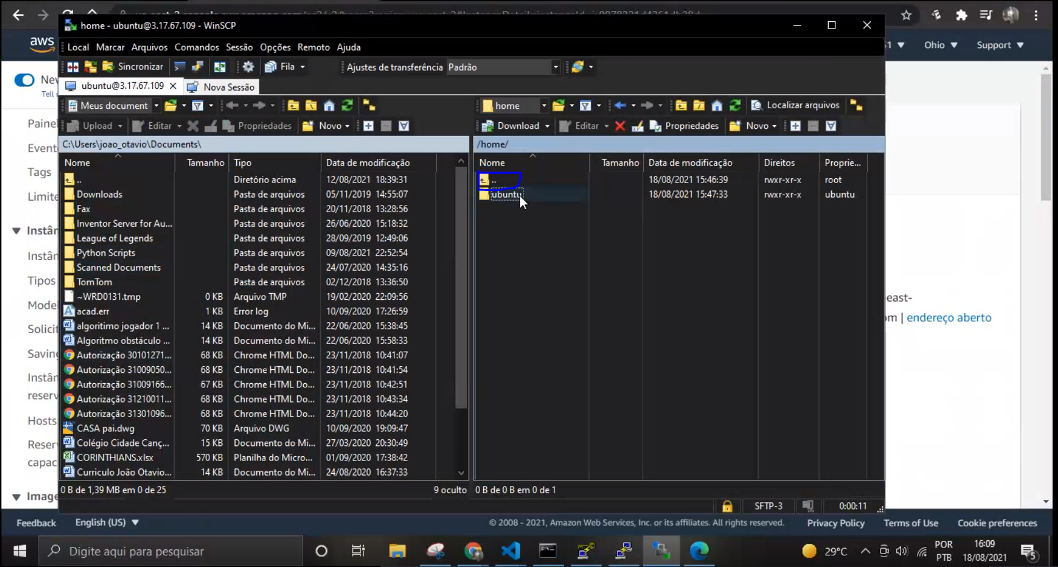 home - ubuntu@3.17.67.109 - WinSCP
Local Marcar Arquivos Comandos Sessão Opções Remoto Ajuda
Sincronizar Fila Ajustes de transferência Padrão
ubuntu@3.17.67.109 Nova Sessão
Meus document home Localizar arquivos
Upload Editar Propriedades Novo Download Editar Propriedades Novo
C:\Users\joao_otavio\Documents\ /home/
Nome Tamanho Tipo Data de modificação Nome Tamanho Data de modificação Direitos Proprie...
.. Diretório acima 12/08/2021 18:39:31 .. 18/08/2021 15:46:39 rwxr-xr-x root
Downloads Pasta de arquivos 05/11/2019 14:55:07 ubuntu 18/08/2021 15:47:33 rwxr-xr-x ubuntu
Fax Pasta de arquivos 20/11/2018 13:28:56
Inventor Server for Au... Pasta de arquivos 26/06/2020 15:18:32
League of Legends Pasta de arquivos 28/09/2019 12:49:06
Python Scripts Pasta de arquivos 09/08/2021 22:52:54
Scanned Documents Pasta de arquivos 24/07/2020 14:35:16
TomTom Pasta de arquivos 02/12/2018 13:36:50
~WRD0131.tmp 0 KB Arquivo TMP 19/02/2020 22:09:56
acad.err 1 KB Error log 10/09/2020 17:26:59
algoritimo jogador 1 ... 14 KB Documento do Mi... 22/06/2020 15:38:45
Algoritmo obstáculo ... 14 KB Documento do Mi... 22/06/2020 15:58:33
Autorização 30101271... 68 KB Chrome HTML Do... 23/11/2018 10:41:07
Autorização 31009050... 68 KB Chrome HTML Do... 23/11/2018 10:41:54
Autorização 31009166... 67 KB Chrome HTML Do... 23/11/2018 10:42:51
Autorização 31210011... 68 KB Chrome HTML Do... 23/11/2018 10:43:34
Autorização 31301096... 68 KB Chrome HTML Do... 23/11/2018 10:44:20
CASA pai.dwg 70 KB Arquivo DWG 10/09/2020 19:09:47
Colégio Cidade Canç... 15 KB Documento do Mi... 27/03/2020 20:30:49
CORINTHIANS.xlsx 570 KB Planilha do Micro... 01/09/2020 17:38:42
Curriculo João Otavio... 14 KB Documento do Mi... 24/08/2020 16:37:33
0 B de 1,39 MB em 0 de 25 9 oculto 0 B de 0 B em 0 de 1
SFTP-3 0:00:11
aws Ohio Support
Tags
endereço aberto
Feedback English (US) © 2008 - 2021, Amazon Web Services, Inc. or its affiliates. All rights reserved. Privacy Policy Terms of Use Cookie preferences
Digite aqui para pesquisar 29°C POR 16:09
PTB 18/08/2021 5